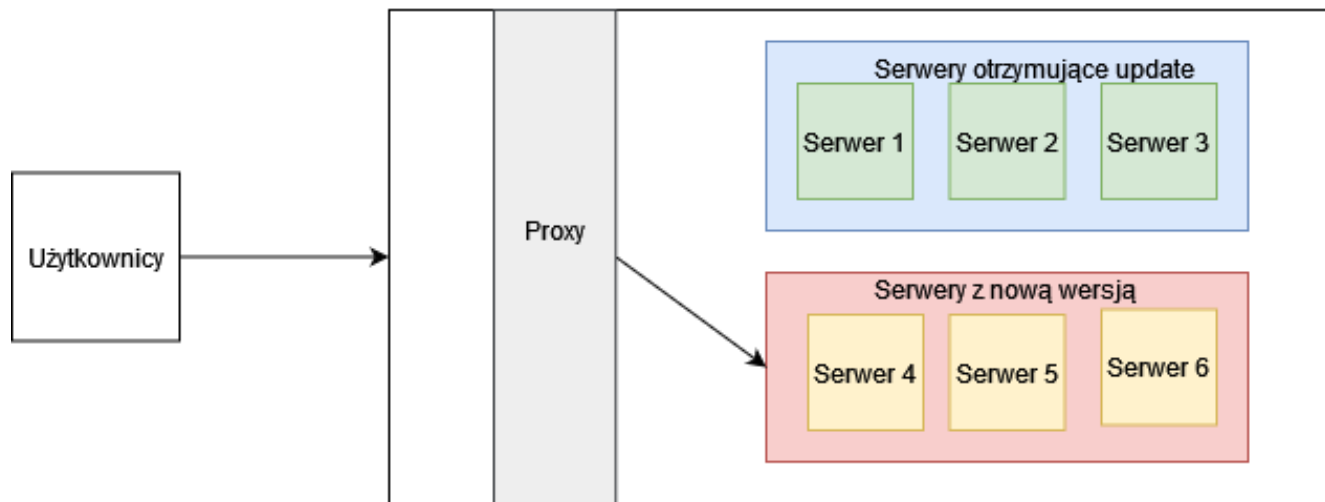 Serwery otrzymujące update
Serwer 1
Serwer 2
Serwer 3
Użytkownicy
Proxy
Serwery z nową wersją
Serwer 4
Serwer 5
Serwer 6